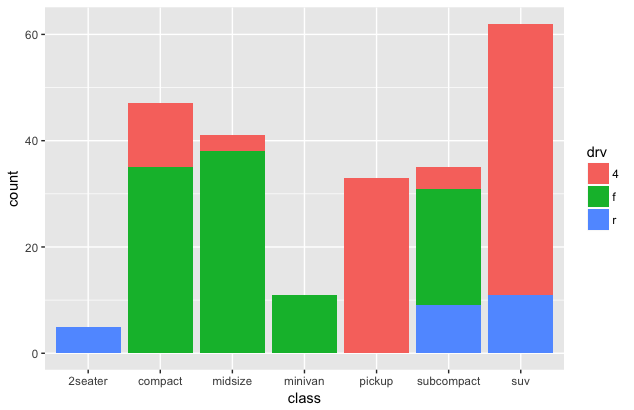 60
40
20
0
count
2seater compact midsize minivan pickup subcompact suv
class
drv
4
f
r